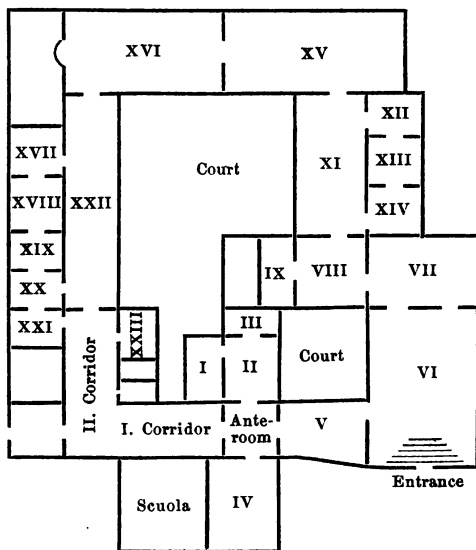 XVI
XV
XII
XVII
XI
XIII
Court
XVIII
XXII
XIV
XIX
IX
VIII
VII
XX
XXI
XXIII
III
Court
I
II
VI
II. Corridor
I. Corridor
Ante-
room
V
Entrance
Scuola
IV